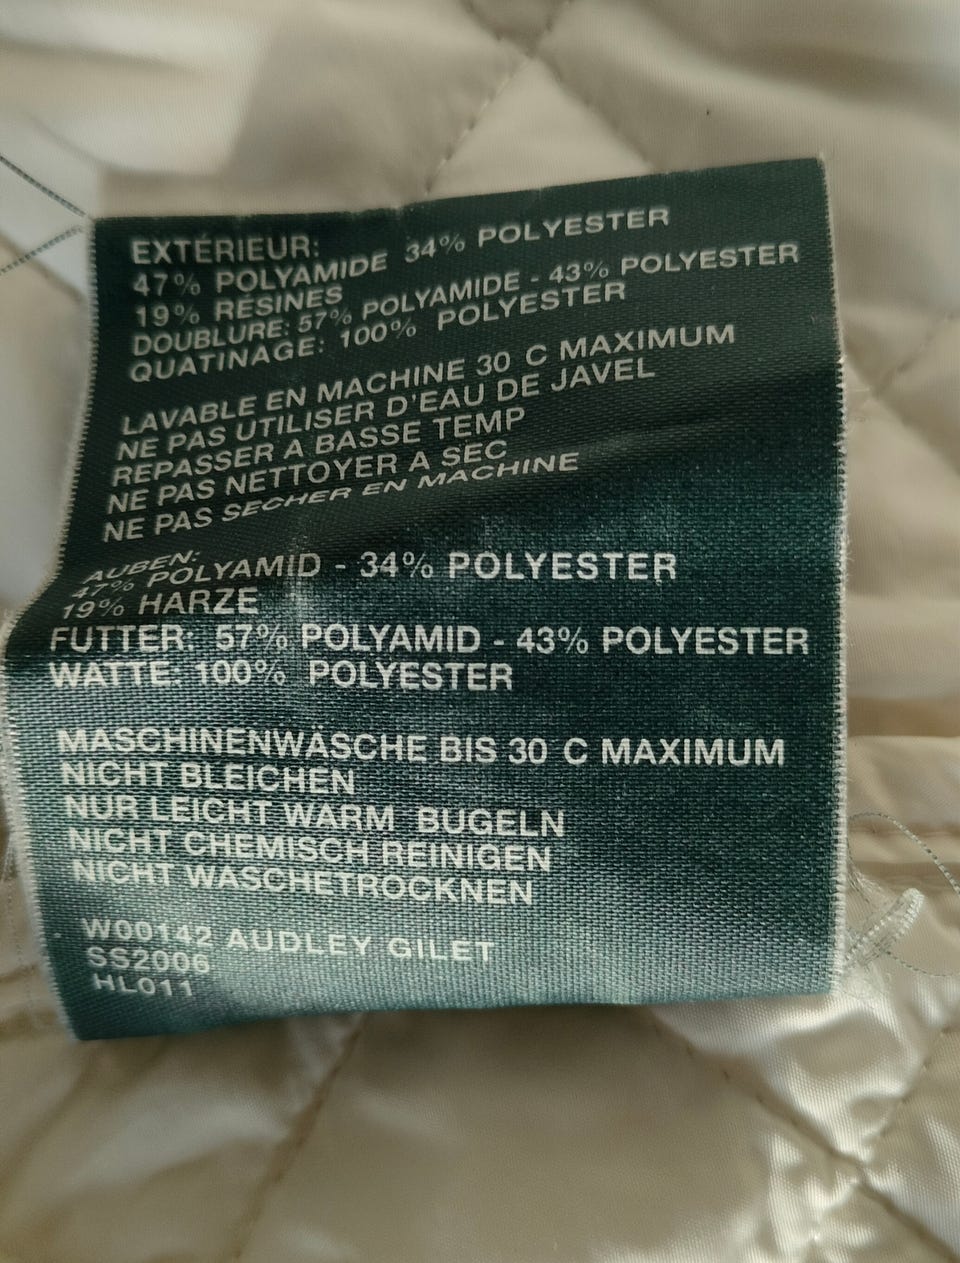 EXTÉRIEUR:
47% POLYAMIDE 34% POLYESTER
19% RÉSINES
DOUBLURE: 57% POLYAMIDE - 43% POLYESTER
QUATINAGE: 100% POLYESTER
LAVABLE EN MACHINE 30 C MAXIMUM
NE PAS UTILISER D'EAU DE JAVEL
REPASSER A BASSE TEMP
NE PAS NETTOYER A SEC
NE PAS SECHER EN MACHINE
AUBEN:
47% POLYAMID - 34% POLYESTER
19% HARZE
FUTTER: 57% POLYAMID - 43% POLYESTER
WATTE: 100% POLYESTER
MASCHINENWÄSCHE BIS 30 C MAXIMUM
NICHT BLEICHEN
NUR LEICHT WARM BUGELN
NICHT CHEMISCH REINIGEN
NICHT WASCHETROCKNEN
W00142 AUDLEY GILET
SS2006
HL011